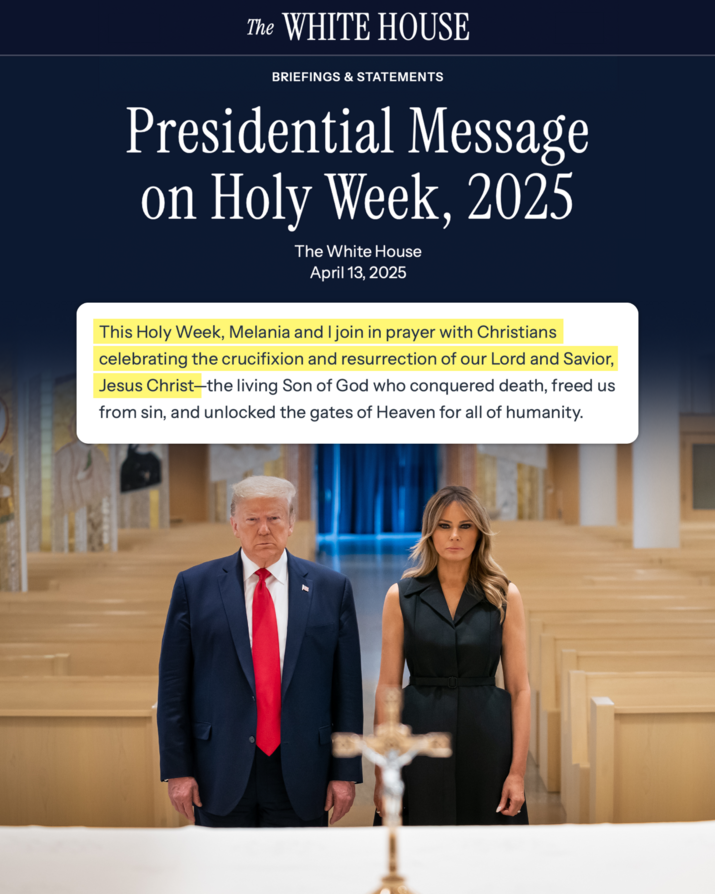 The WHITE HOUSE
BRIEFINGS & STATEMENTS
Presidential Message
on Holy Week, 2025
The White House
April 13, 2025
This Holy Week, Melania and I join in prayer with Christians
celebrating the crucifixion and resurrection of our Lord and Savior,
Jesus Christ—the living Son of God who conquered death, freed us
from sin, and unlocked the gates of Heaven for all of humanity.